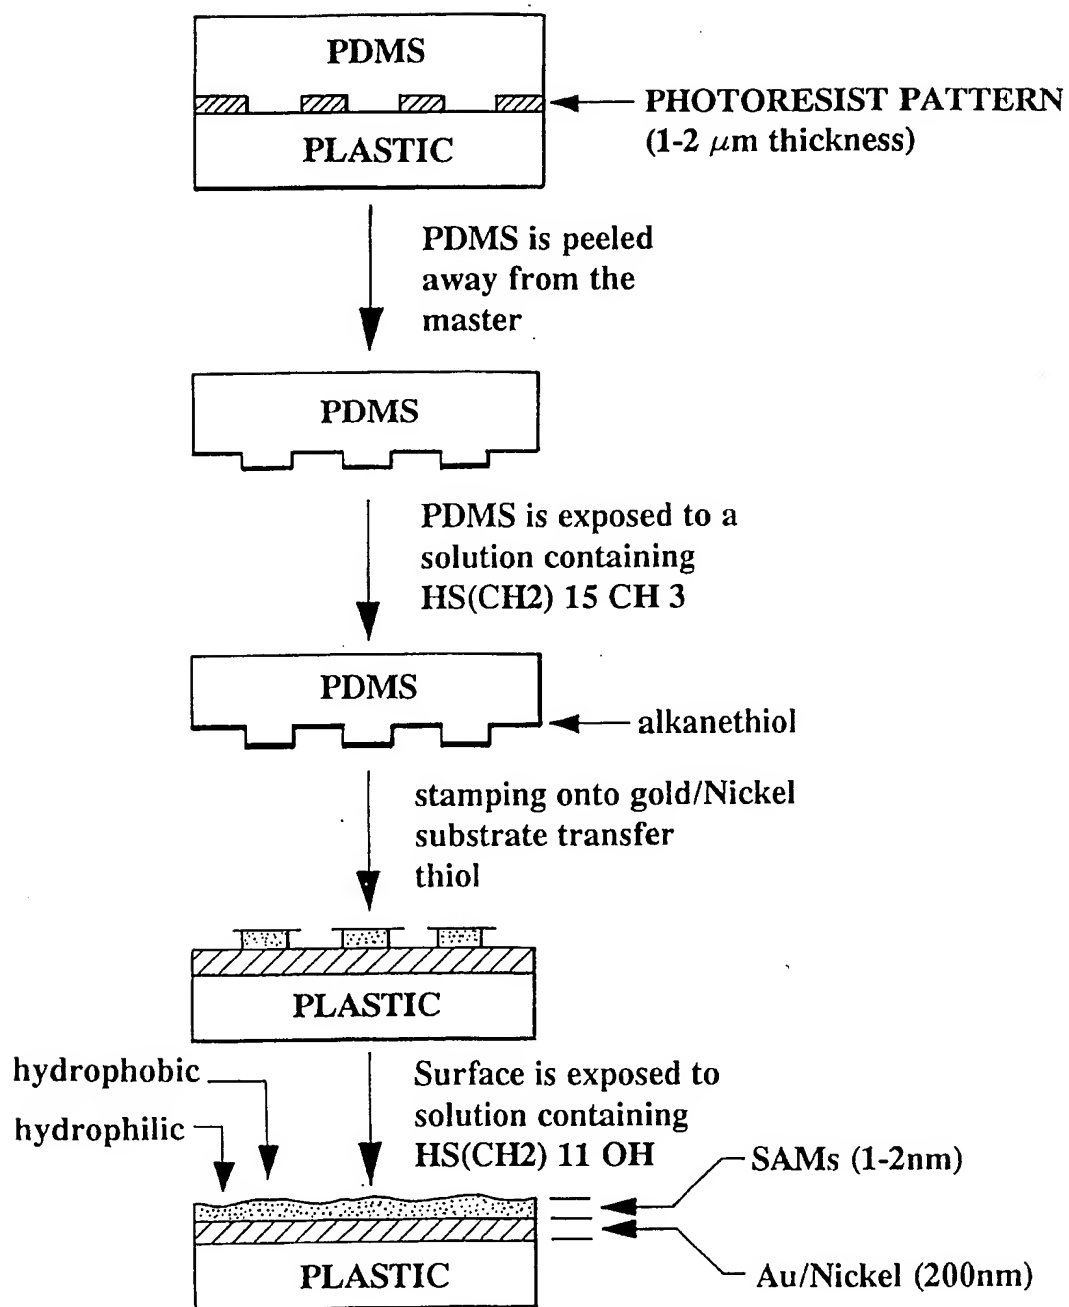 PDMS
PHOTORESIST PATTERN
(1-2 μm thickness)
PLASTIC
PDMS is peeled
away from the
master
PDMS
PDMS is exposed to a
solution containing
HS(CH2) 15 CH 3
PDMS
alkanethiol
stamping onto gold/Nickel
substrate transfer
thiol
PLASTIC
hydrophobic
hydrophilic
Surface is exposed to
solution containing
HS(CH2) 11 OH
SAMs (1-2nm)
PLASTIC
Au/Nickel (200nm)